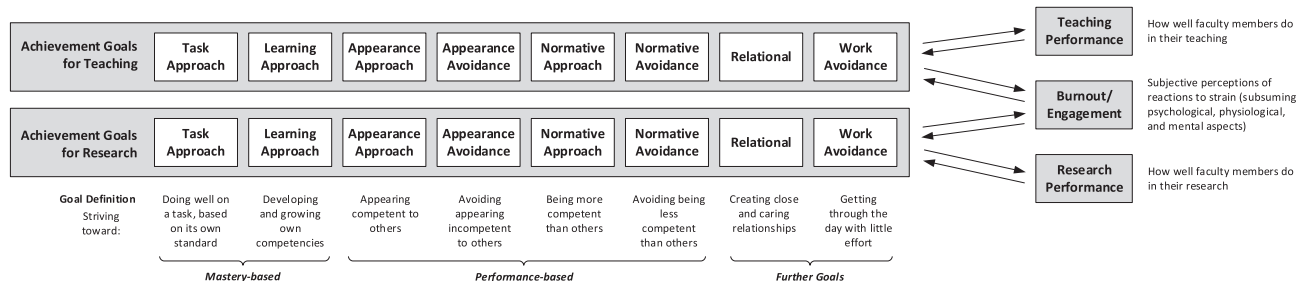 Achievement Goals
for Teaching
Task
Approach
Learning
Approach
Appearance
Approach
Appearance
Avoidance
Normative
Approach
Normative
Avoidance
Relational
Work
Avoidance
Achievement Goals
for Research
Task
Approach
Learning
Approach
Appearance
Approach
Appearance
Avoidance
Normative
Approach
Normative
Avoidance
Relational
Work
Avoidance
Goal Definition
Striving
toward:
Doing well on
a task, based
on its own
standard
Developing
and growing
own
competencies
Appearing
competent to
others
Avoiding
appearing
incompetent
to others
Being more
competent
than others
Avoiding being
less
competent
than others
Creating close
and caring
relationships
Getting
through the
day with little
effort
Mastery-based
Performance-based
Further Goals
Teaching
Performance
How well faculty members do
in their teaching
Burnout/
Engagement
Subjective perceptions of
reactions to strain (subsuming
psychological, physiological,
and mental aspects)
Research
Performance
How well faculty members do
in their research